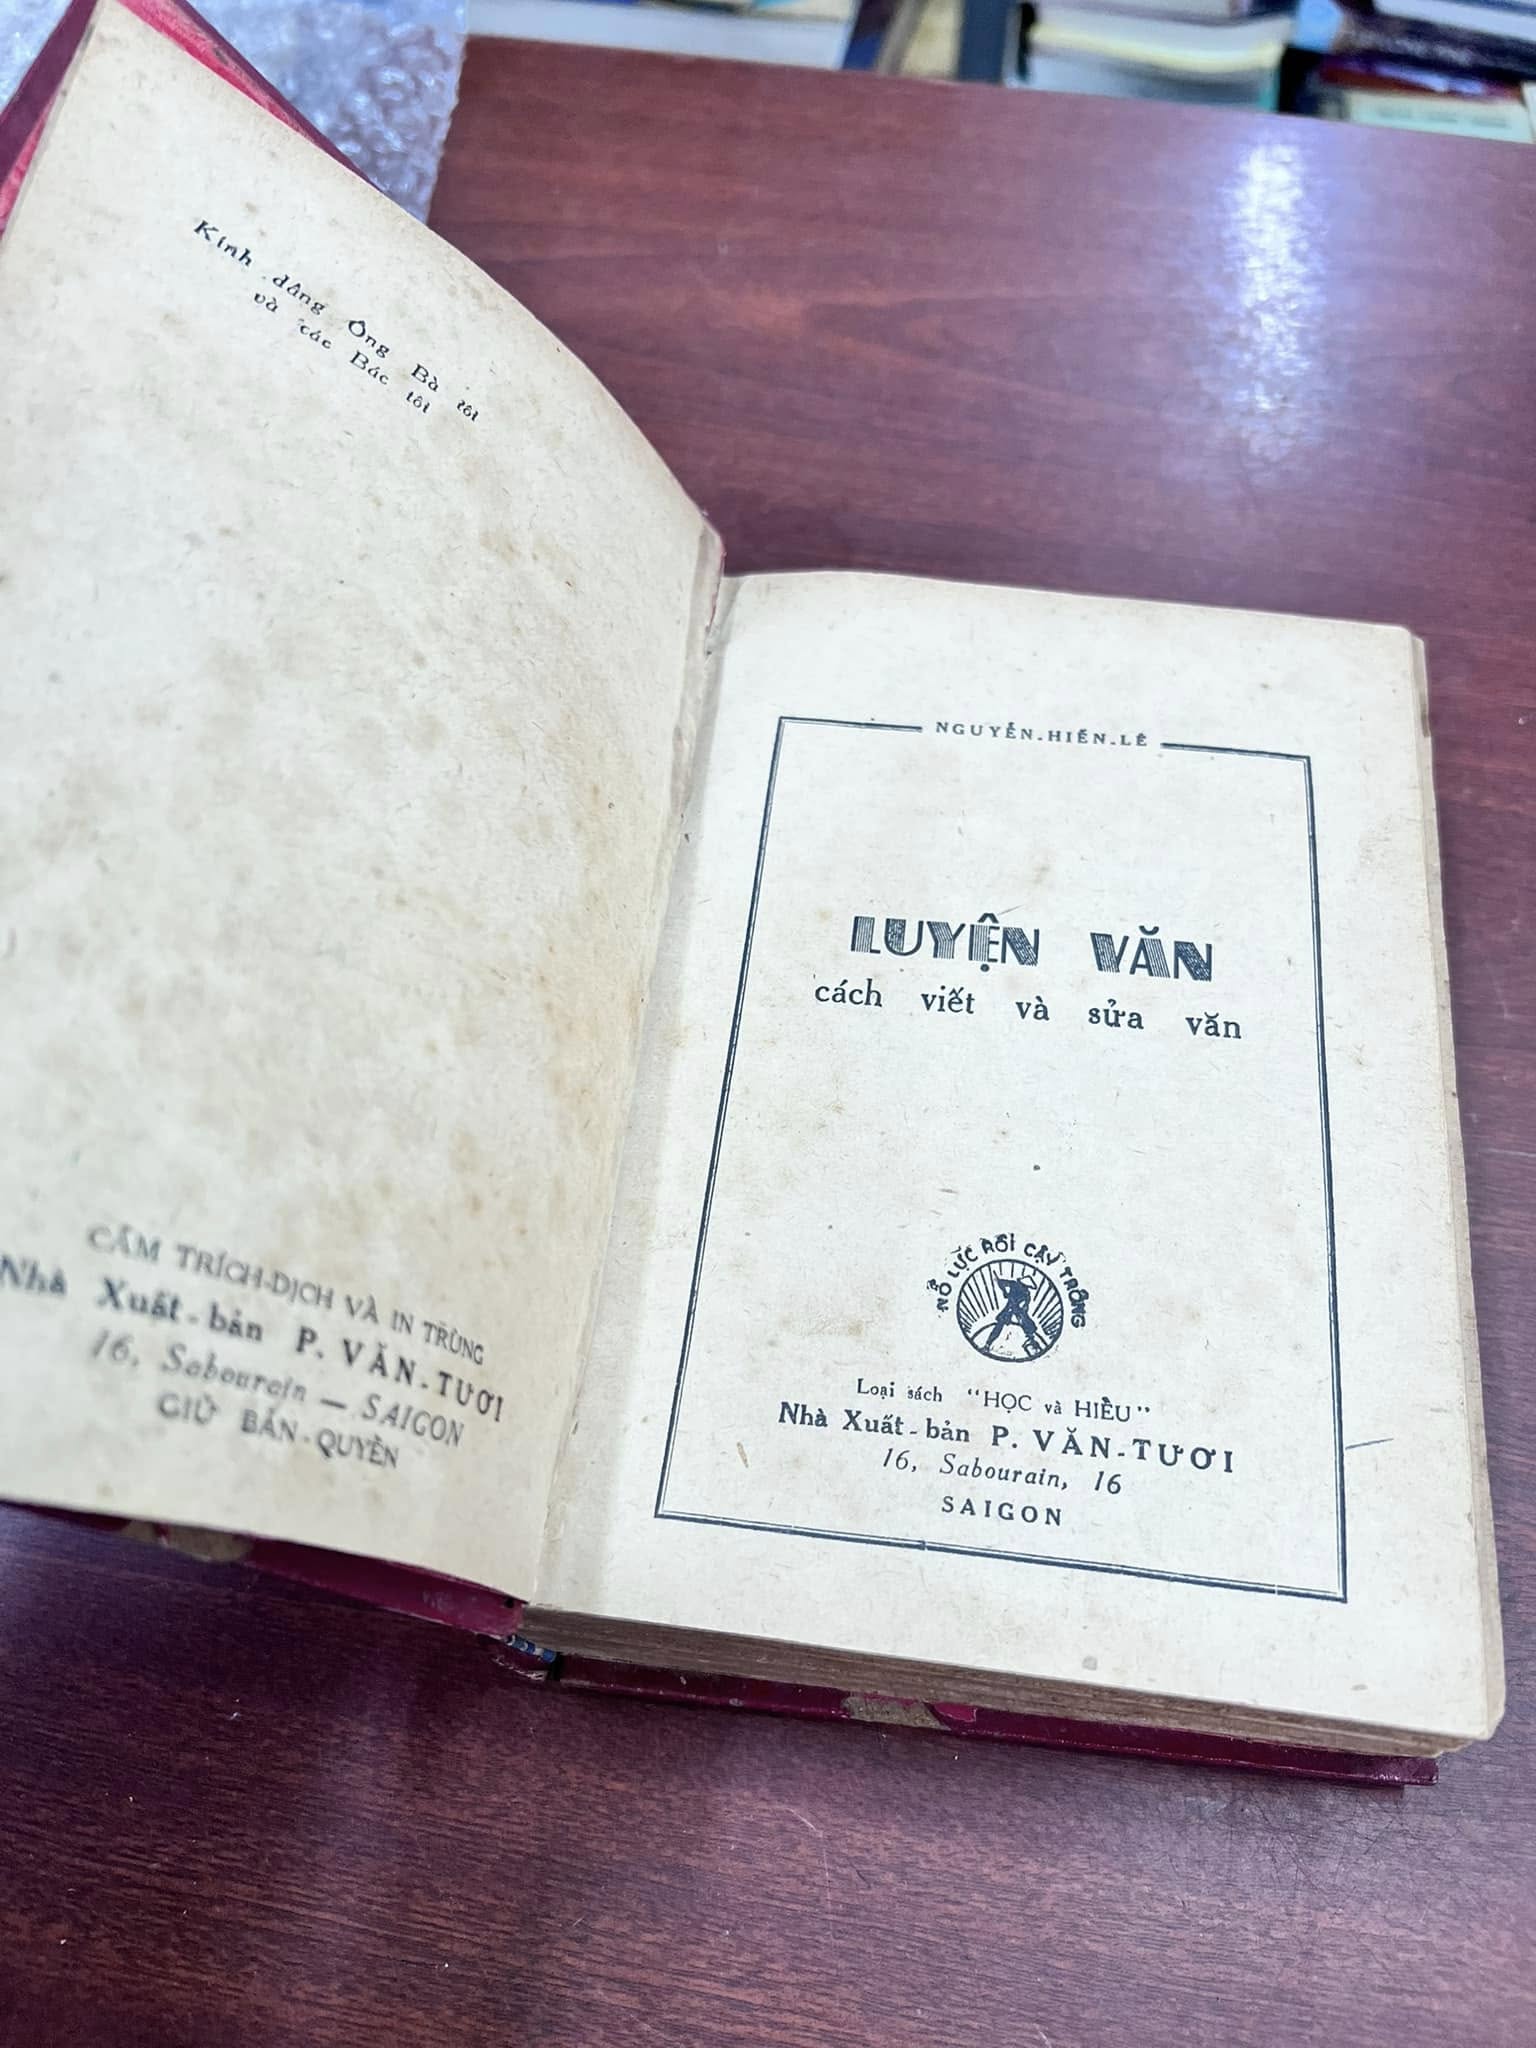 Kính-dâng Ông Bà tôi
và các Bác tôi
CẤM TRÍCH-DỊCH VÀ IN TRÙNG
Nhà Xuất-bản P. VĂN-TƯƠI
16, Sabourain — SAIGON
GIỮ BẢN-QUYỀN
NGUYỄN-HIẾN-LÊ
LUYỆN VĂN
cách viết và sửa văn
NỖ LỰC RỒI CẬY TRỒNG
Loại sách "HỌC và HIỂU"
Nhà Xuất-bản P. VĂN-TƯƠI
16, Sabourain, 16
SAIGON